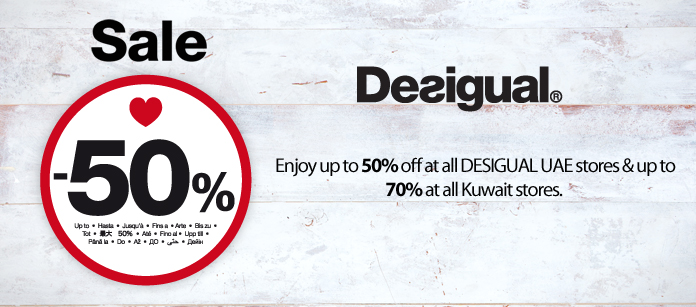 Sale
Desigual®
-50%
Up to • Hasta • Jusqu'à • Fins a • Arte • Bis zu •
Tot • 最大 50% • Até • Fino al • Upp till •
Până la • Do • Až • ДО • حتى • Дейін
Enjoy up to 50% off at all DESIGUAL UAE stores & up to
70% at all Kuwait stores.